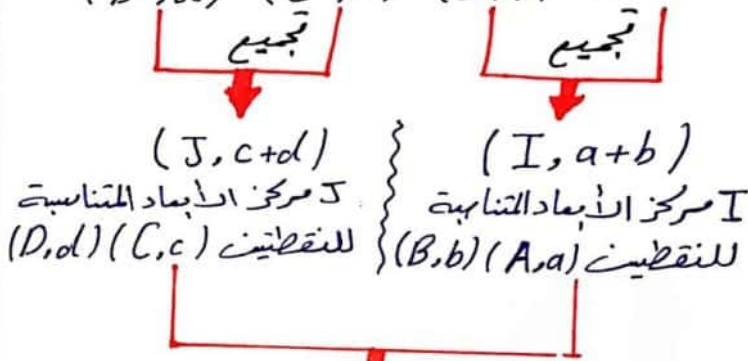 تجميع تجميع
(I, a+b) (J, c+d)
I مركز الأبعاد المتناسبة J مركز الأبعاد المتناسبة
للنقطتين (A,a) (B,b) للنقطتين (C,c) (D,d)